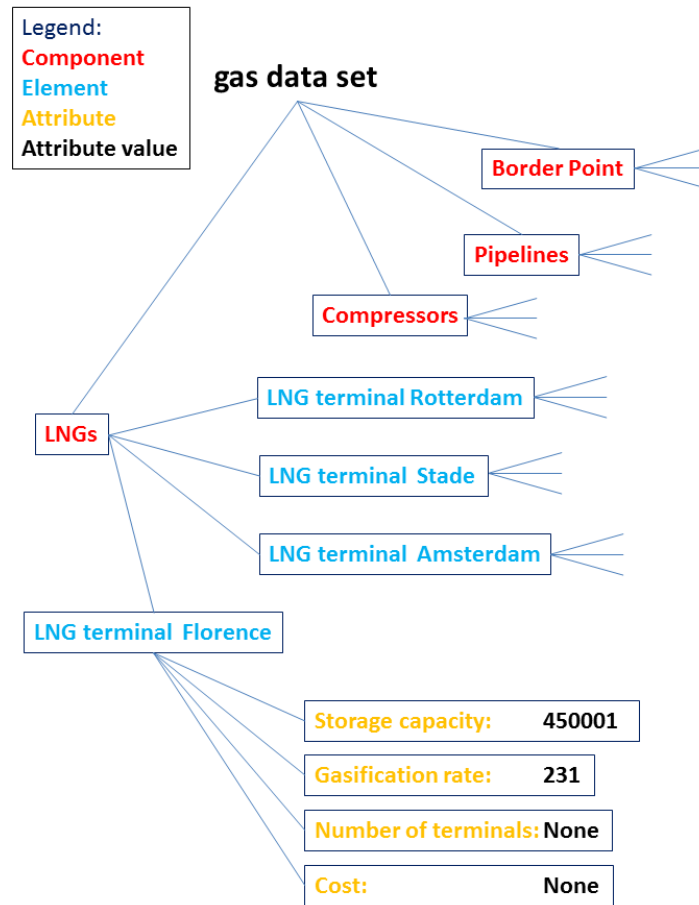 Legend:
Component
Element
Attribute
Attribute value
gas data set
Border Point
Pipelines
Compressors
LNG terminal Rotterdam
LNGs
LNG terminal Stade
LNG terminal Amsterdam
LNG terminal Florence
Storage capacity: 450001
Gasification rate: 231
Number of terminals: None
Cost: None